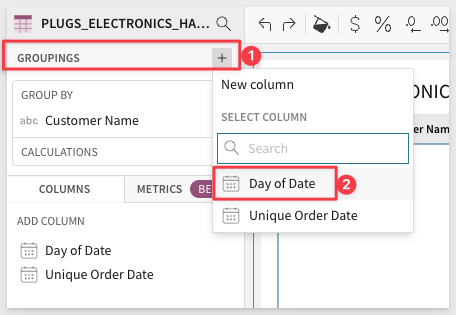 PLUGS_ELECTRONICS_HA...
$ % .0 .00
GROUPINGS + 1
New column
GROUP BY
SELECT COLUMN
abc Customer Name
Search
CALCULATIONS
Day of Date 2
COLUMNS METRICS BE
Unique Order Date
ADD COLUMN
Day of Date
Unique Order Date
ONIC
er Nam